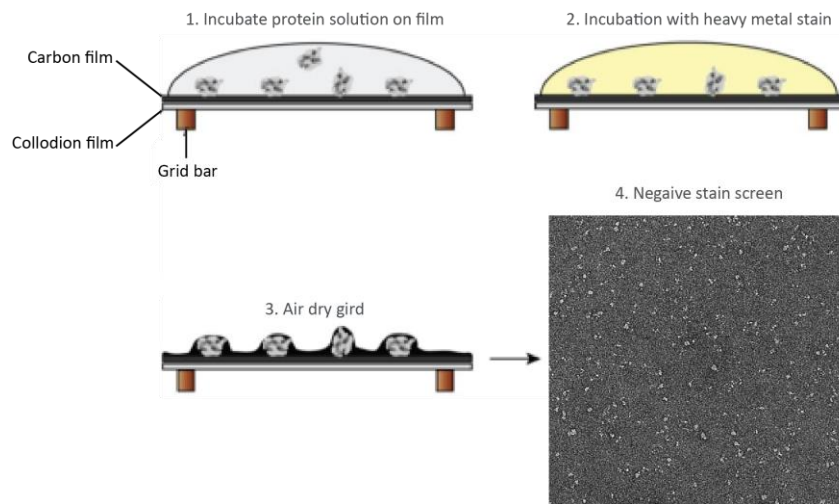 1. Incubate protein solution on film
2. Incubation with heavy metal stain
Carbon film
Collodion film
Grid bar
4. Negaive stain screen
3. Air dry gird